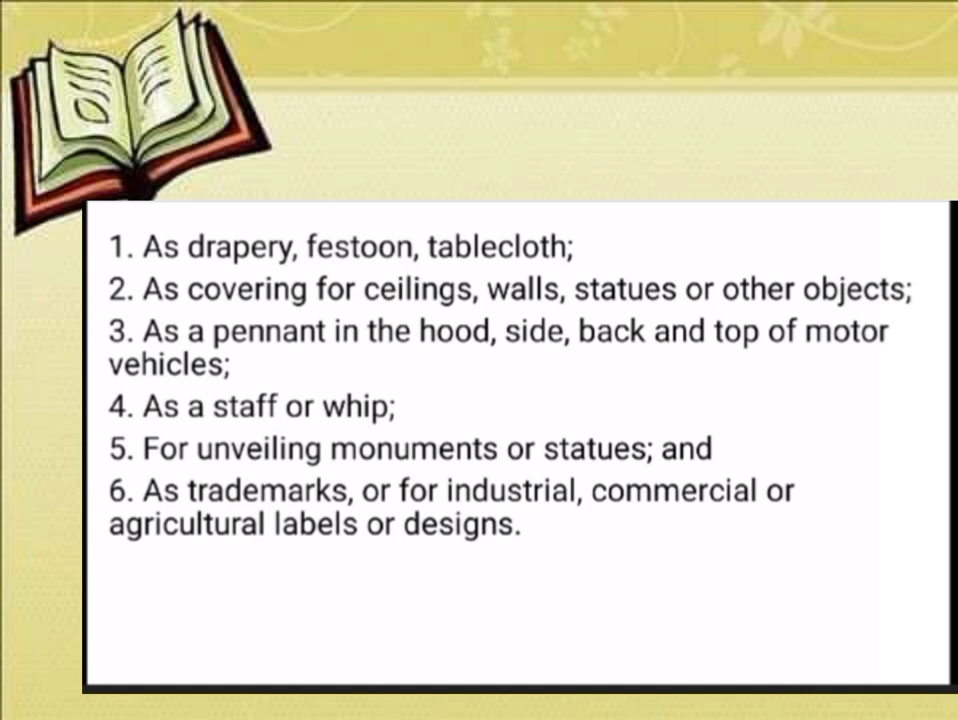 1. As drapery, festoon, tablecloth;
2. As covering for ceilings, walls, statues or other objects;
3. As a pennant in the hood, side, back and top of motor
vehicles;
4. As a staff or whip;
5. For unveiling monuments or statues; and
6. As trademarks, or for industrial, commercial or
agricultural labels or designs.